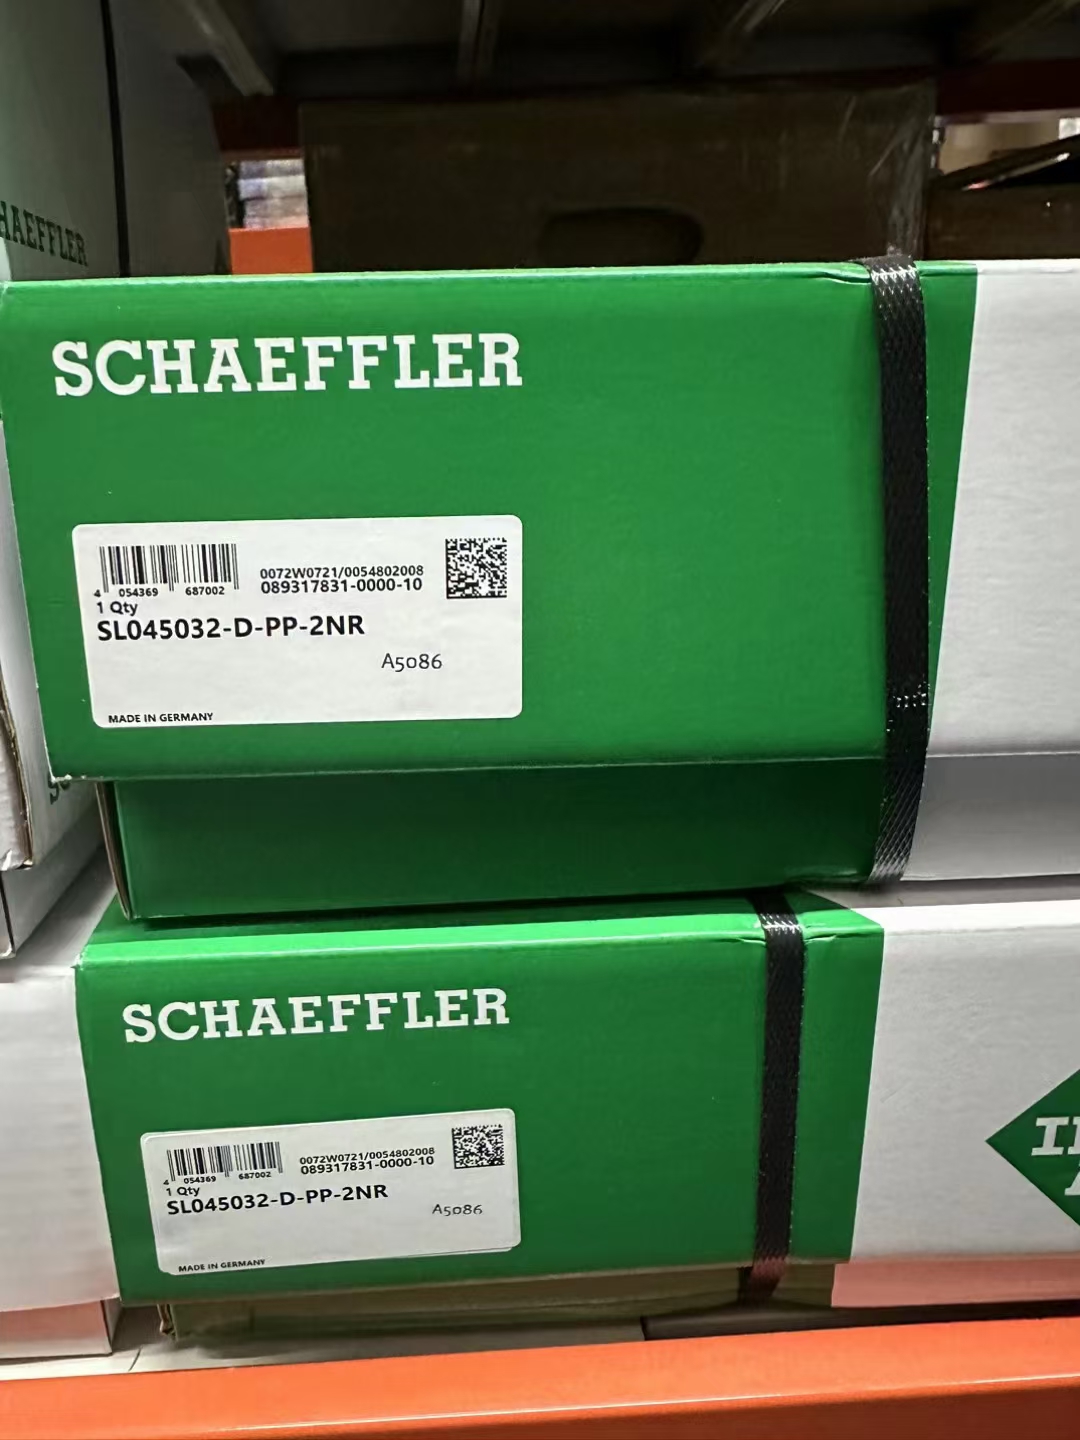 HAEFFLER
SCHAEFFLER
0072W0721/0054802008
089317831-0000-10
4 054369 687002
1 Qty
SL045032-D-PP-2NR
A5086
MADE IN GERMANY
SCHAEFFLER
0072W0721/0054802008
089317831-0000-10
4 054369 687002
1 Qty
SL045032-D-PP-2NR
A5086
MADE IN GERMANY